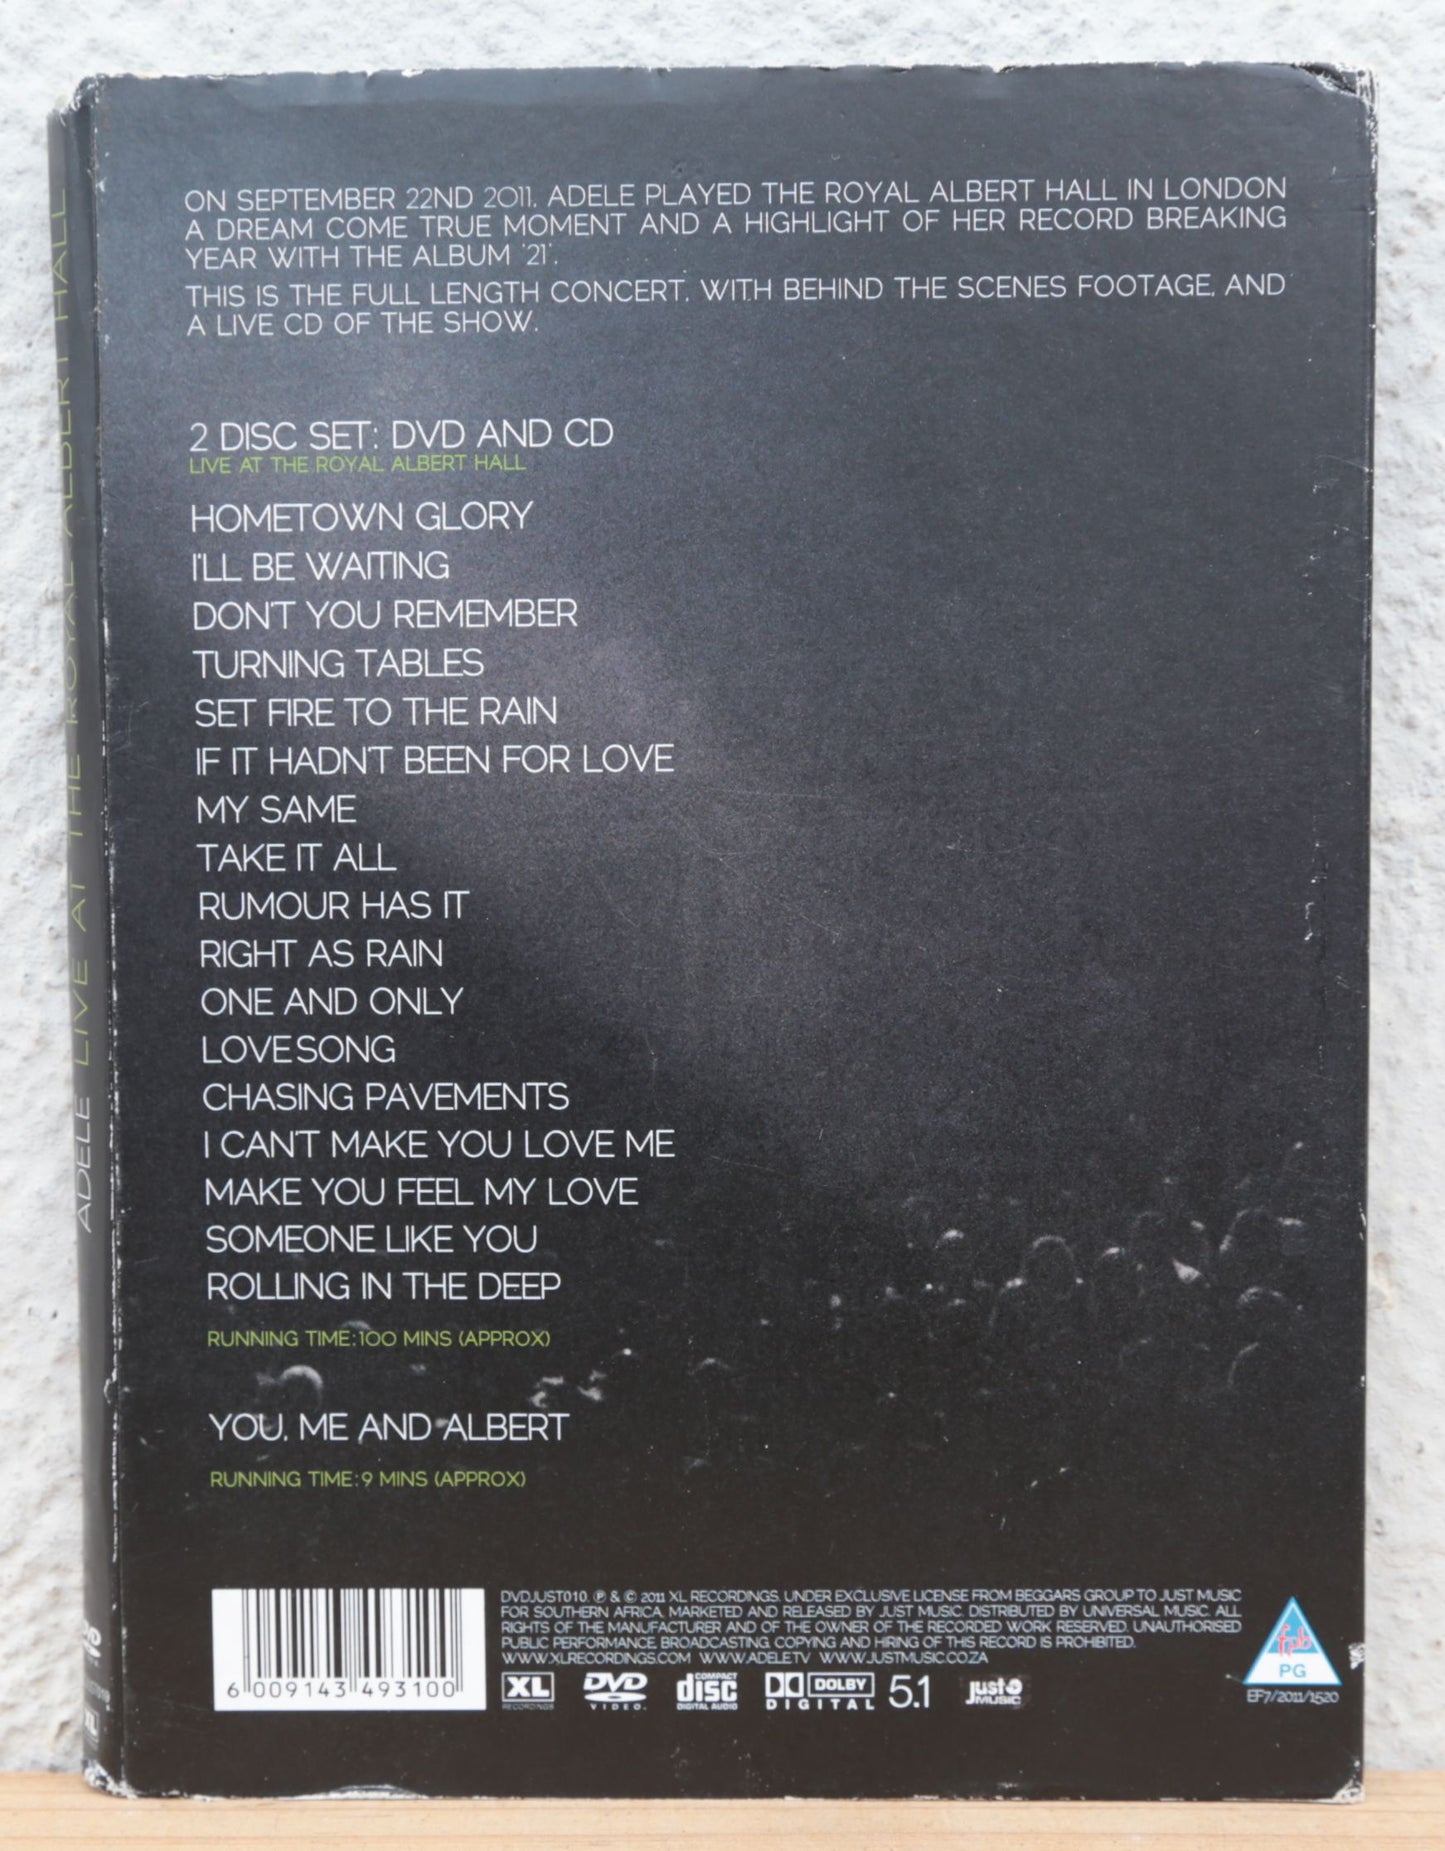 ADELE LIVE AT THE ROYAL ALBERT HALL
ON SEPTEMBER 22ND 2011, ADELE PLAYED THE ROYAL ALBERT HALL IN LONDON
A DREAM COME TRUE MOMENT AND A HIGHLIGHT OF HER RECORD BREAKING
YEAR WITH THE ALBUM '21'.
THIS IS THE FULL LENGTH CONCERT, WITH BEHIND THE SCENES FOOTAGE, AND
A LIVE CD OF THE SHOW.
2 DISC SET: DVD AND CD
LIVE AT THE ROYAL ALBERT HALL
HOMETOWN GLORY
I'LL BE WAITING
DON'T YOU REMEMBER
TURNING TABLES
SET FIRE TO THE RAIN
IF IT HADN'T BEEN FOR LOVE
MY SAME
TAKE IT ALL
RUMOUR HAS IT
RIGHT AS RAIN
ONE AND ONLY
LOVESONG
CHASING PAVEMENTS
I CAN'T MAKE YOU LOVE ME
MAKE YOU FEEL MY LOVE
SOMEONE LIKE YOU
ROLLING IN THE DEEP
RUNNING TIME: 100 MINS (APPROX)
YOU, ME AND ALBERT
RUNNING TIME: 9 MINS (APPROX)
DVDJUST010. ℗ & © 2011 XL RECORDINGS. UNDER EXCLUSIVE LICENSE FROM BEGGARS GROUP TO JUST MUSIC
FOR SOUTHERN AFRICA. MARKETED AND RELEASED BY JUST MUSIC. DISTRIBUTED BY UNIVERSAL MUSIC. ALL
RIGHTS OF THE MANUFACTURER AND OF THE OWNER OF THE RECORDED WORK RESERVED. UNAUTHORISED
PUBLIC PERFORMANCE, BROADCASTING, COPYING AND HIRING OF THIS RECORD IS PROHIBITED.
WWW.XLRECORDINGS.COM WWW.ADELE.TV WWW.JUSTMUSIC.CO.ZA
6 009143 493100
XL RECORDINGS
DVD VIDEO
COMPACT disc DIGITAL AUDIO
DOLBY DIGITAL 5.1
just MUSIC
fpb
PG
EF7/2011/1520
XL